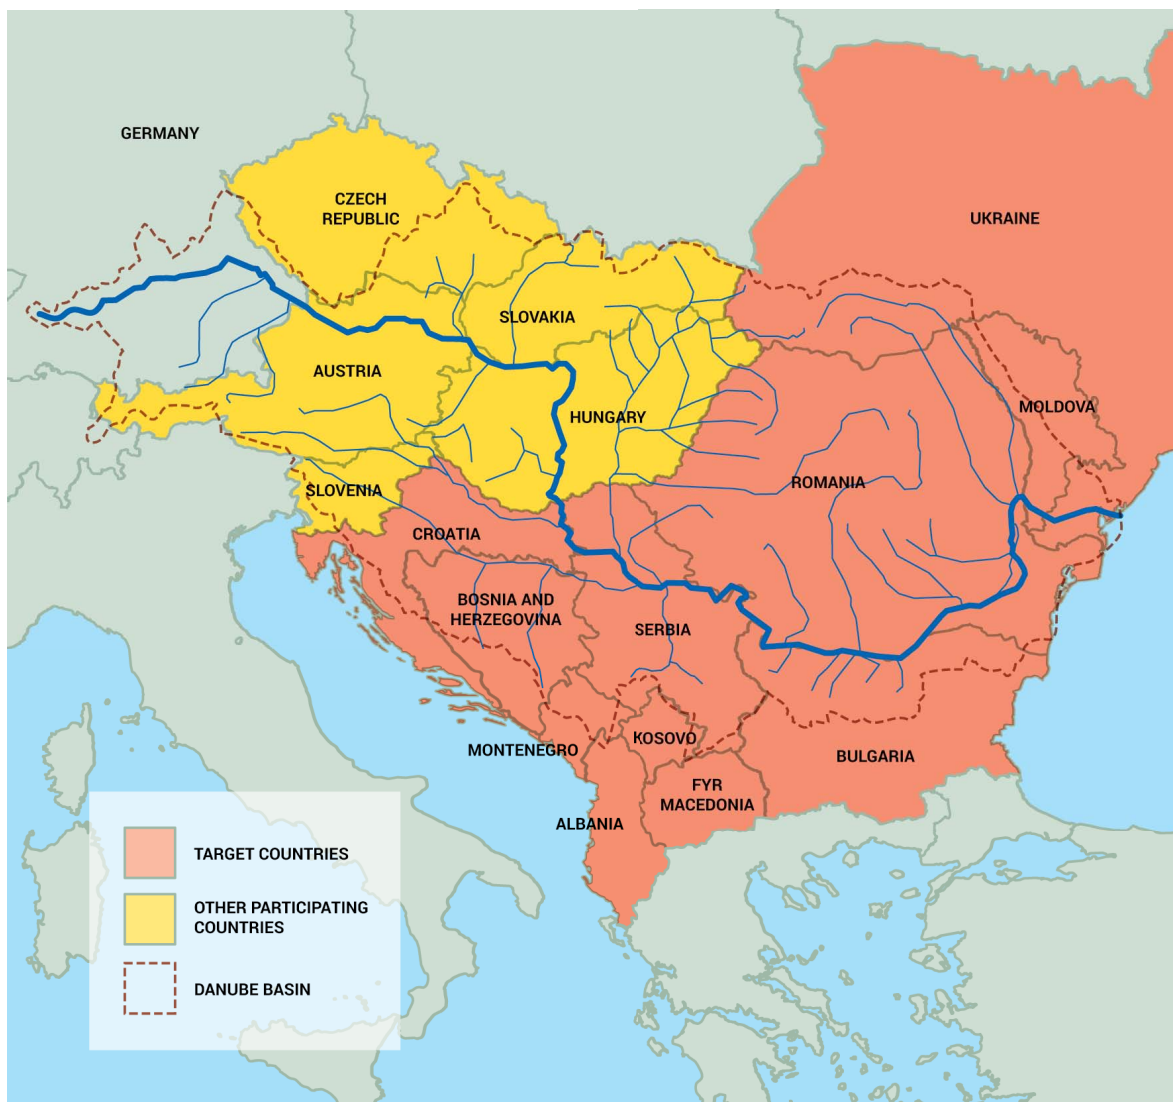 GERMANY
CZECH
REPUBLIC
UKRAINE
SLOVAKIA
AUSTRIA
HUNGARY
MOLDOVA
SLOVENIA
ROMANIA
CROATIA
BOSNIA AND
HERZEGOVINA
SERBIA
MONTENEGRO
KOSOVO
BULGARIA
FYR
MACEDONIA
ALBANIA
TARGET COUNTRIES
OTHER PARTICIPATING
COUNTRIES
DANUBE BASIN